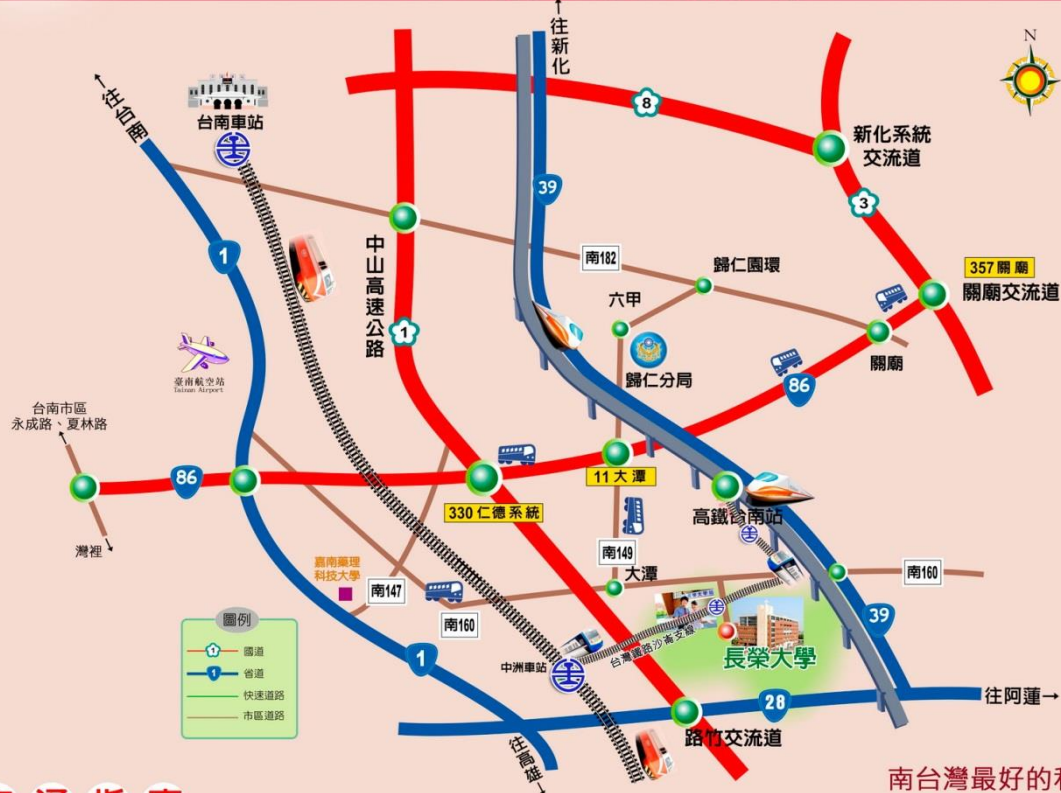 ↑往新化
N
←往台南
台南車站
8
新化系統
交流道
39
3
1
中山高速公路
南182
歸仁園環
357關廟
關廟交流道
六甲
1
歸仁分局
關廟
臺南航空站
Tainan Airport
86
台南市區
永成路、夏林路
86
11大潭
330仁德系統
高鐵台南站
灣裡
南149
嘉南藥理
科技大學
南147
大潭
南160
南160
圖例
1
國道
1
省道
快速道路
市區道路
台灣鐵路沙崙支線
39
長榮大學
中洲車站
1
28
往阿蓮→
路竹交流道
往高雄→